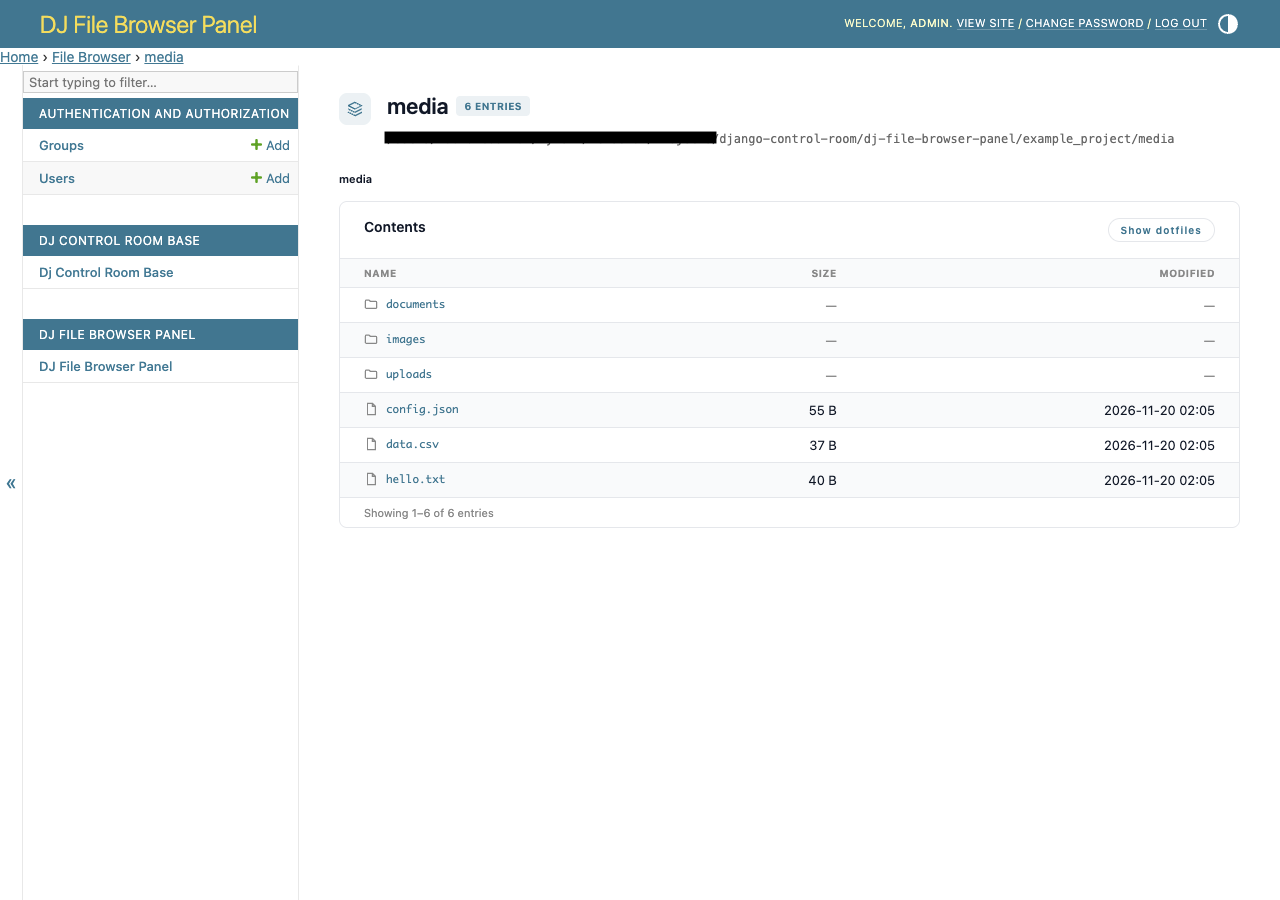 DJ File Browser Panel
WELCOME, ADMIN. VIEW SITE / CHANGE PASSWORD / LOG OUT
Home › File Browser › media
Start typing to filter…
AUTHENTICATION AND AUTHORIZATION
Groups + Add
Users + Add
DJ CONTROL ROOM BASE
Dj Control Room Base
DJ FILE BROWSER PANEL
DJ File Browser Panel
«
media 6 ENTRIES
/django-control-room/dj-file-browser-panel/example_project/media
media
Contents Show dotfiles
NAME SIZE MODIFIED
documents — —
images — —
uploads — —
config.json 55 B 2026-11-20 02:05
data.csv 37 B 2026-11-20 02:05
hello.txt 40 B 2026-11-20 02:05
Showing 1–6 of 6 entries